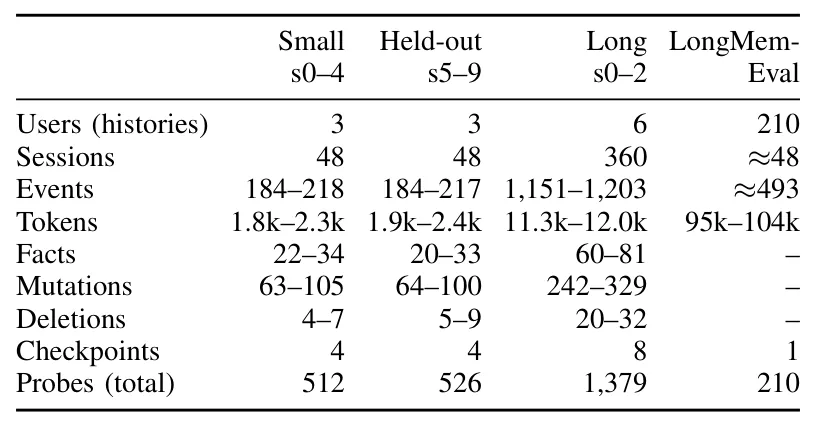 Small Held-out Long LongMem-
s0–4 s5–9 s0–2 Eval
Users (histories) 3 3 6 210
Sessions 48 48 360 ≈48
Events 184–218 184–217 1,151–1,203 ≈493
Tokens 1.8k–2.3k 1.9k–2.4k 11.3k–12.0k 95k–104k
Facts 22–34 20–33 60–81 –
Mutations 63–105 64–100 242–329 –
Deletions 4–7 5–9 20–32 –
Checkpoints 4 4 8 1
Probes (total) 512 526 1,379 210